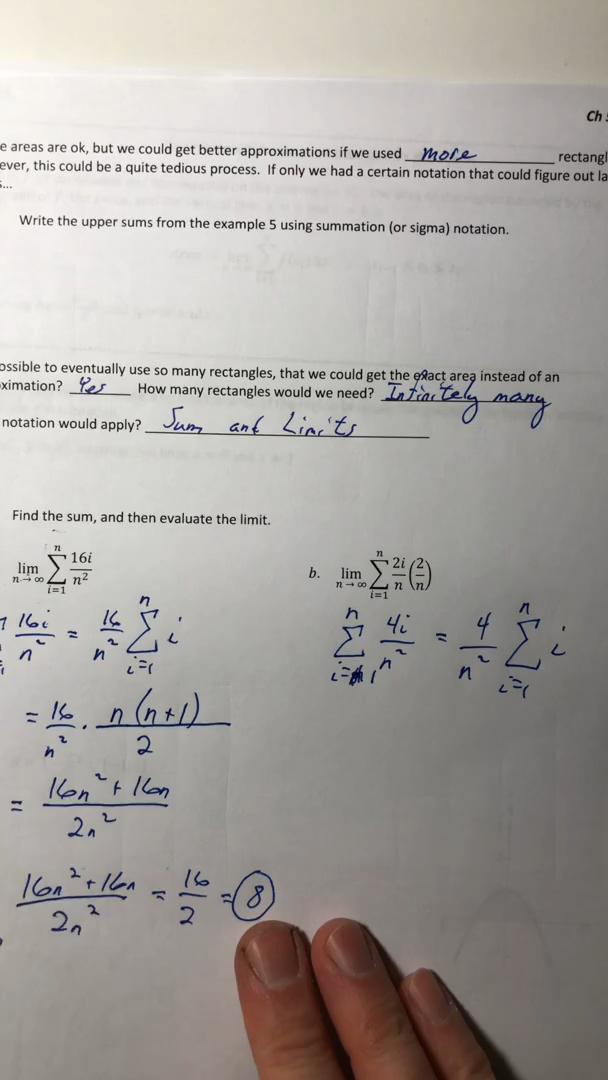 Ch
e areas are ok, but we could get better approximations if we used more rectangl
ever, this could be a quite tedious process. If only we had a certain notation that could figure out la
s...
Write the upper sums from the example 5 using summation (or sigma) notation.
ossible to eventually use so many rectangles, that we could get the exact area instead of an
ximation? Yes How many rectangles would we need? Infinitely many
notation would apply? Sum and Limits
Find the sum, and then evaluate the limit.
lim n→∞ ∑ i=1 n 16i/n²
b. lim n→∞ ∑ i=1 n 2i/n (2/n)
16i/n² = 16/n² ∑ i=1 n i
∑ i=1 n 4i/n² = 4/n² ∑ i=1 n i
= 16/n² · n(n+1)/2
= 16n² + 16n / 2n²
16n² + 16n / 2n² = 16/2 = 8